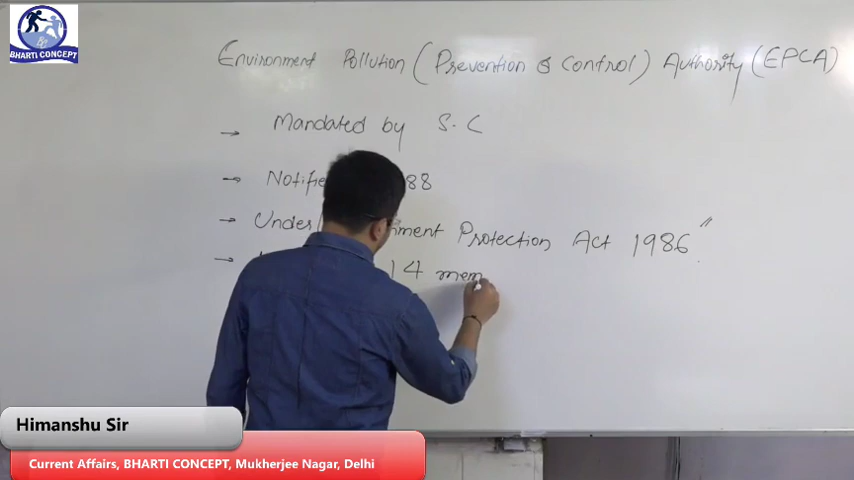 BHARTI CONCEPT
Environment Pollution (Prevention & Control) Authority (EPCA)
→ Mandated by S.C
→ Notifie 88
→ Under nment Protection Act 1986"
→ 14 mem
Himanshu Sir
Current Affairs, BHARTI CONCEPT, Mukherjee Nagar, Delhi